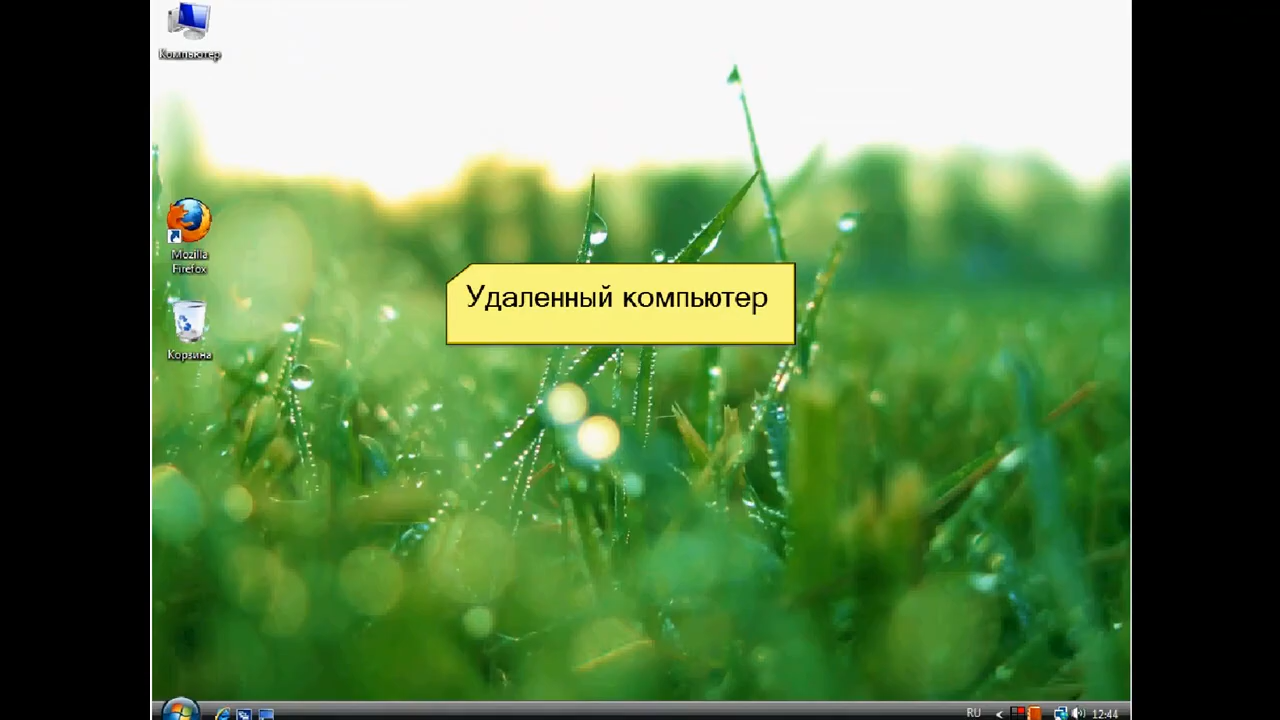 Компьютер
Удаленный компьютер
Mozilla
Firefox
Корзина
RU
12:44